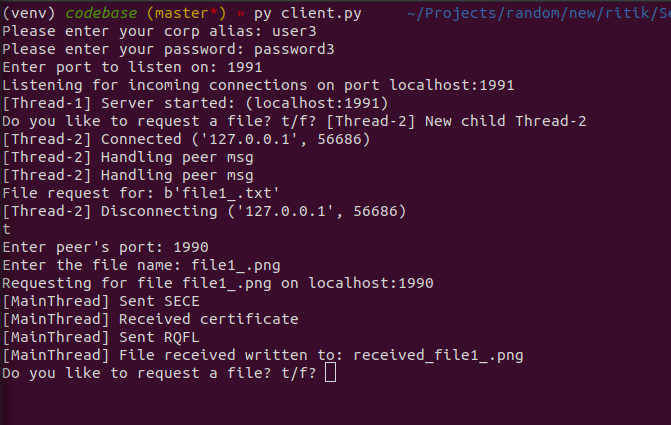 (venv) codebase (master*) » py client.py ~/Projects/random/new/ritik/Se
Please enter your corp alias: user3
Please enter your password: password3
Enter port to listen on: 1991
Listening for incoming connections on port localhost:1991
[Thread-1] Server started: (localhost:1991)
Do you like to request a file? t/f? [Thread-2] New child Thread-2
[Thread-2] Connected ('127.0.0.1', 56686)
[Thread-2] Handling peer msg
[Thread-2] Handling peer msg
File request for: b'file1_.txt'
[Thread-2] Disconnecting ('127.0.0.1', 56686)
t
Enter peer's port: 1990
Enter the file name: file1_.png
Requesting for file file1_.png on localhost:1990
[MainThread] Sent SECE
[MainThread] Received certificate
[MainThread] Sent RQFL
[MainThread] File received written to: received_file1_.png
Do you like to request a file? t/f?